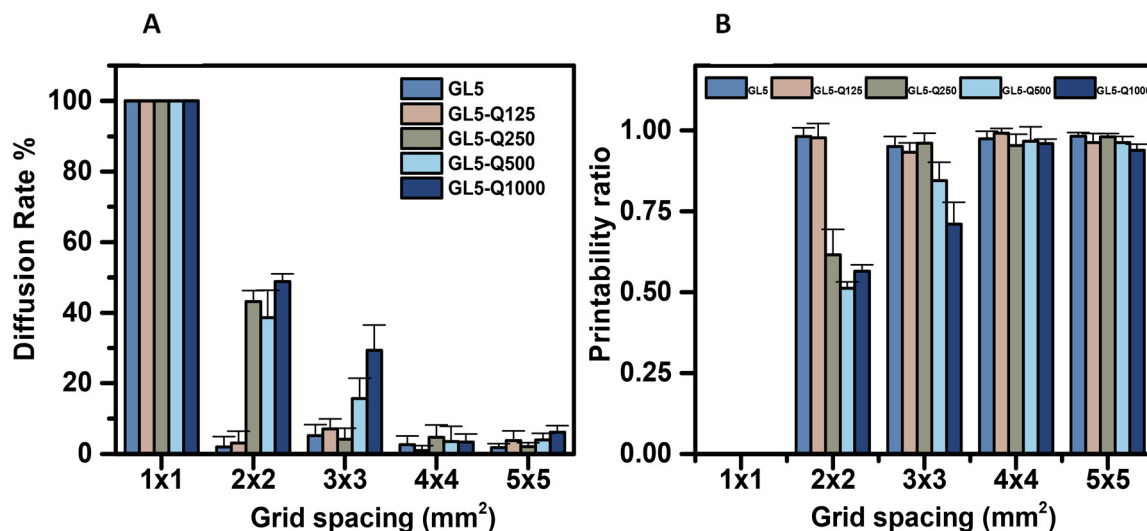 A
Diffusion Rate %
100
80
60
40
20
0
GL5
GL5-Q125
GL5-Q250
GL5-Q500
GL5-Q1000
1x1 2x2 3x3 4x4 5x5
Grid spacing (mm²)
B
Printability ratio
1.00
0.75
0.50
0.25
0.00
GL5 GL5-Q125 GL5-Q250 GL5-Q500 GL5-Q1000
1x1 2x2 3x3 4x4 5x5
Grid spacing (mm²)